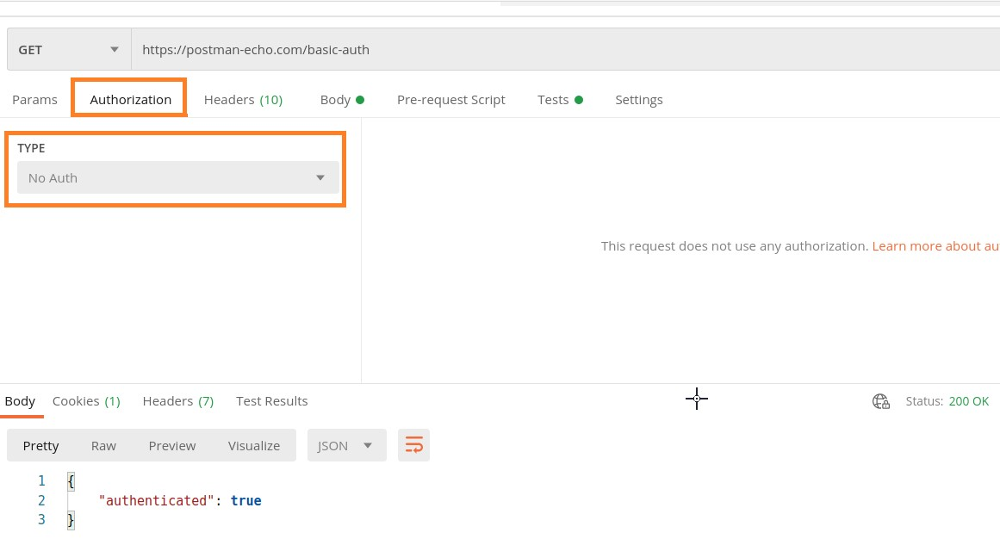 GET https://postman-echo.com/basic-auth
Params Authorization Headers (10) Body Pre-request Script Tests Settings
TYPE
No Auth
This request does not use any authorization. Learn more about au
Body Cookies (1) Headers (7) Test Results Status: 200 OK
Pretty Raw Preview Visualize JSON
1 {
2 "authenticated": true
3 }